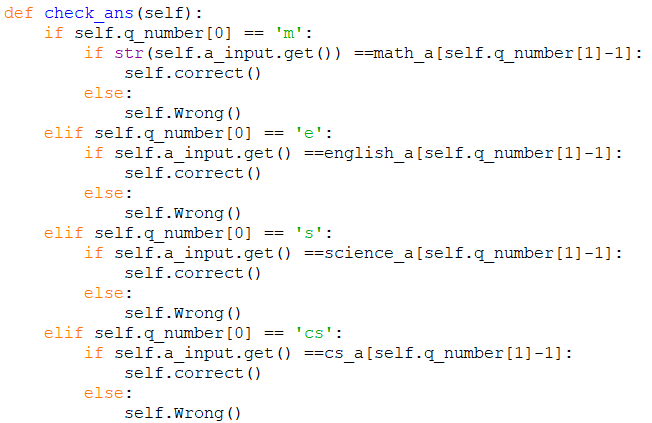 def check_ans(self):
    if self.q_number[0] == 'm':
        if str(self.a_input.get()) ==math_a[self.q_number[1]-1]:
            self.correct()
        else:
            self.Wrong()
    elif self.q_number[0] == 'e':
        if self.a_input.get() ==english_a[self.q_number[1]-1]:
            self.correct()
        else:
            self.Wrong()
    elif self.q_number[0] == 's':
        if self.a_input.get() ==science_a[self.q_number[1]-1]:
            self.correct()
        else:
            self.Wrong()
    elif self.q_number[0] == 'cs':
        if self.a_input.get() ==cs_a[self.q_number[1]-1]:
            self.correct()
        else:
            self.Wrong()